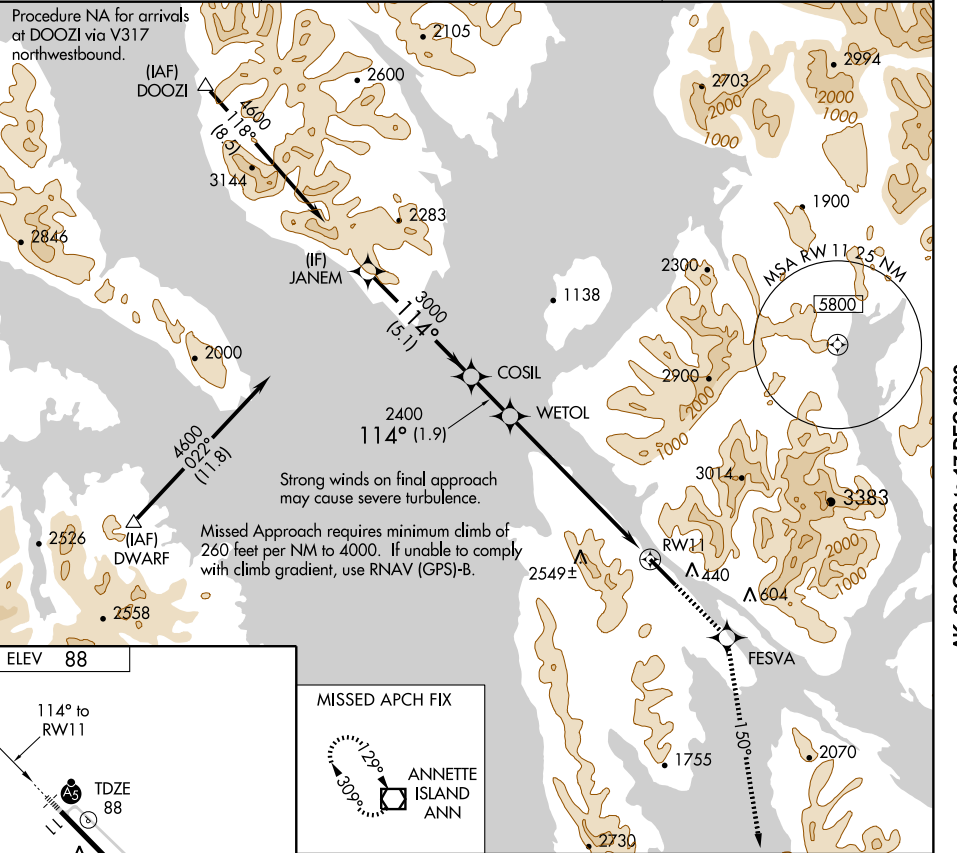 Procedure NA for arrivals
at DOOZI via V317
northwestbound.
(IAF)
DOOZI
4600
118°
(8.5)
3144
2105
2600
2283
2703
2000
1000
2994
2000
1000
1900
2846
(IF)
JANEM
3000
114°
(5.1)
1138
2300
MSA RW 11 25 NM
5800
2000
COSIL
2900
2000
1000
2400
114° (1.9)
WETOL
4600
022°
(11.8)
Strong winds on final approach
may cause severe turbulence.
3014
3383
2000
1000
(IAF)
DWARF
2526
Missed Approach requires minimum climb of
260 feet per NM to 4000. If unable to comply
with climb gradient, use RNAV (GPS)-B.
RW11
2549±
440
604
2558
FESVA
ELEV 88
114° to
RW11
A5
TDZE
88
P
11
MISSED APCH FIX
129°
309°
ANNETTE
ISLAND
ANN
150°
1755
2070
2730